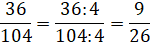 36/104 = 36:4/104:4 = 9/26